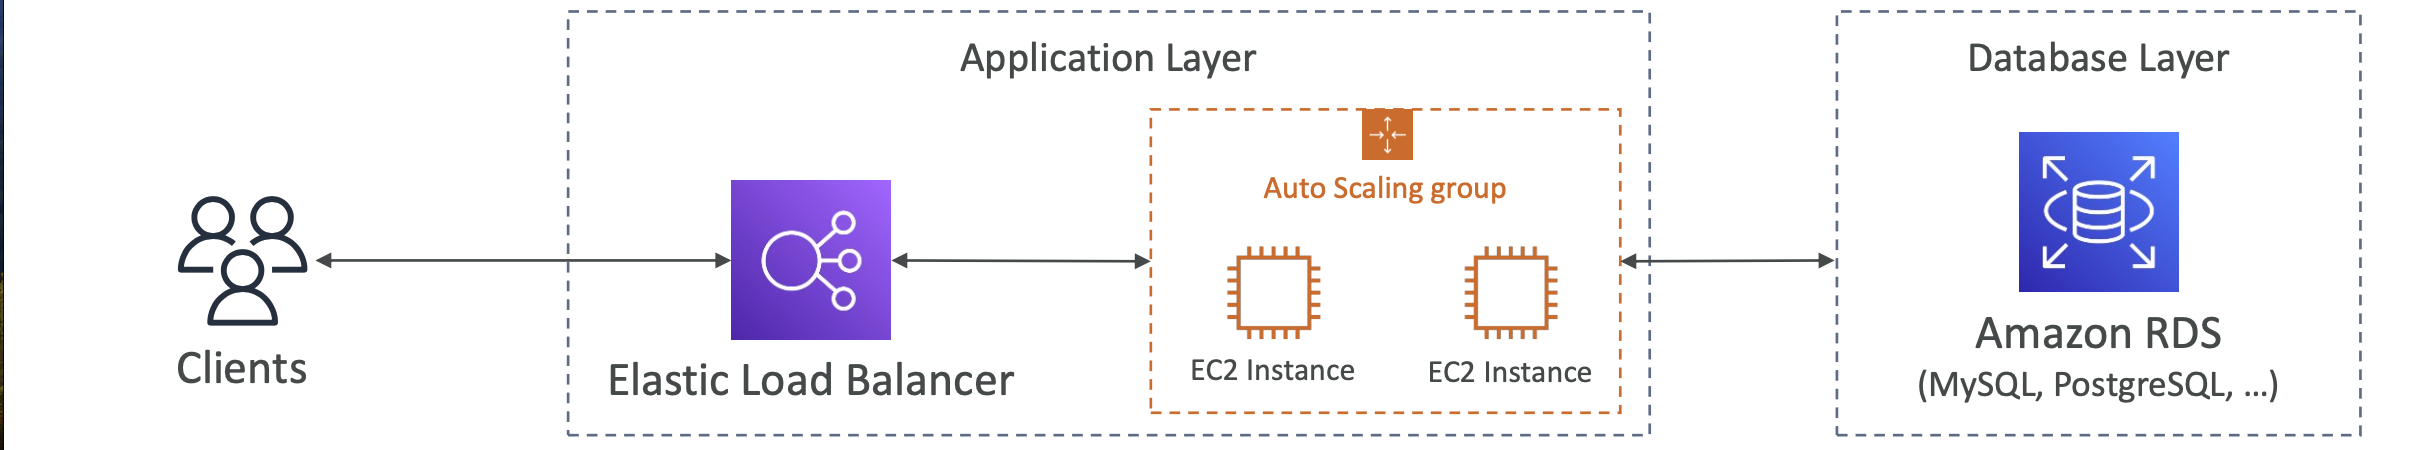 Application Layer
Database Layer
Auto Scaling group
Clients
Elastic Load Balancer
EC2 Instance
EC2 Instance
Amazon RDS
(MySQL, PostgreSQL, ...)